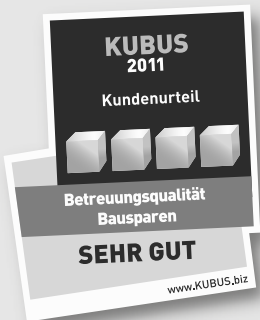 KUBUS
2011
Kundenurteil
Betreuungsqualität
Bausparen
SEHR GUT
www.KUBUS.biz